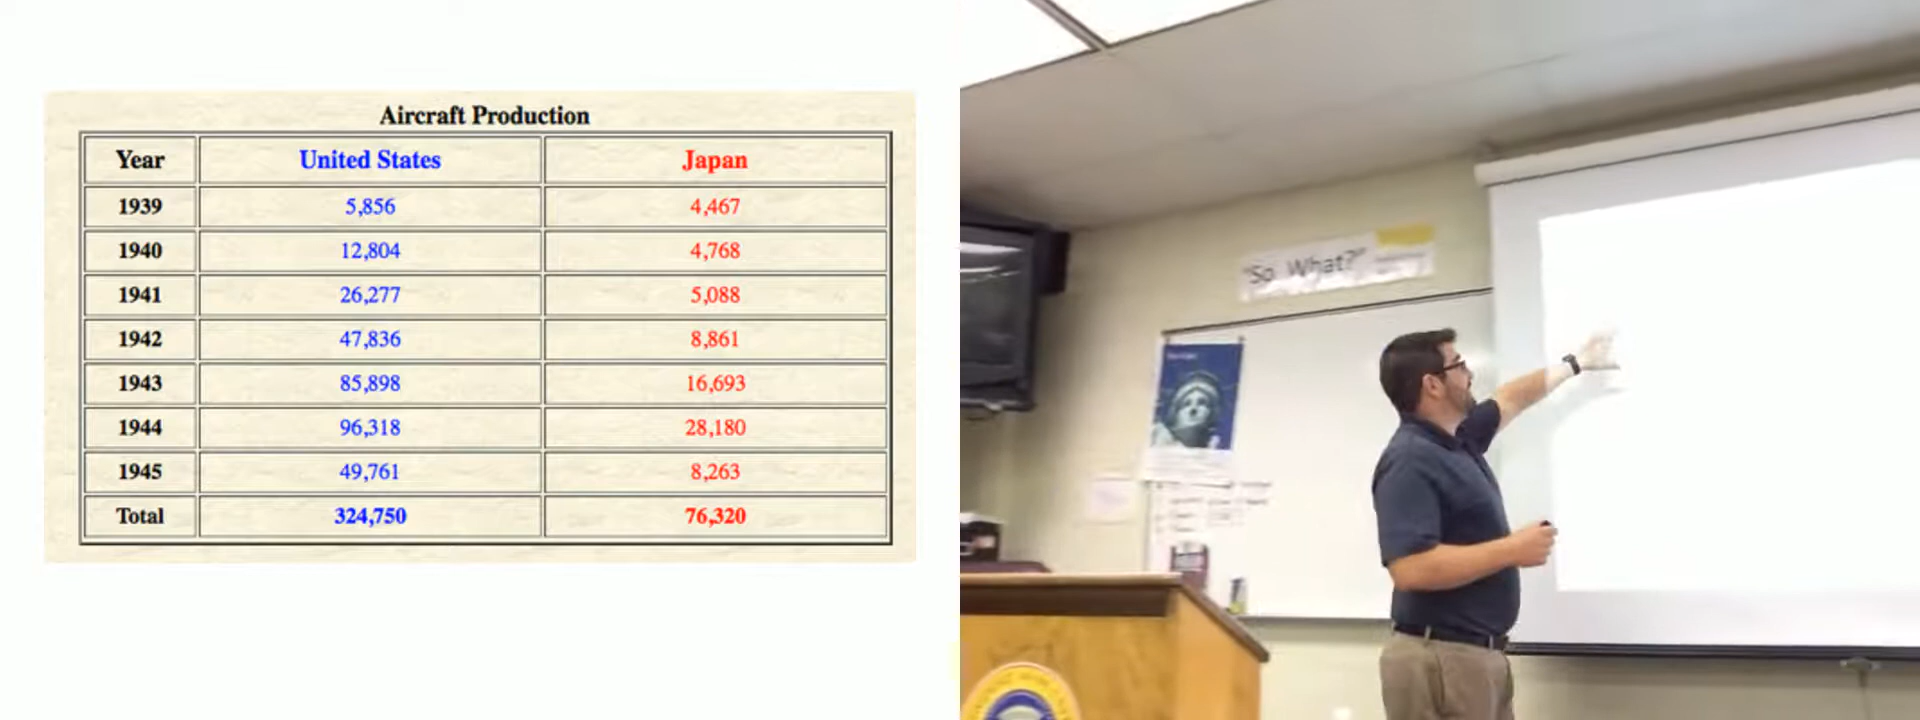 Aircraft Production
Year United States Japan
1939 5,856 4,467
1940 12,804 4,768
1941 26,277 5,088
1942 47,836 8,861
1943 85,898 16,693
1944 96,318 28,180
1945 49,761 8,263
Total 324,750 76,320
"So What?"